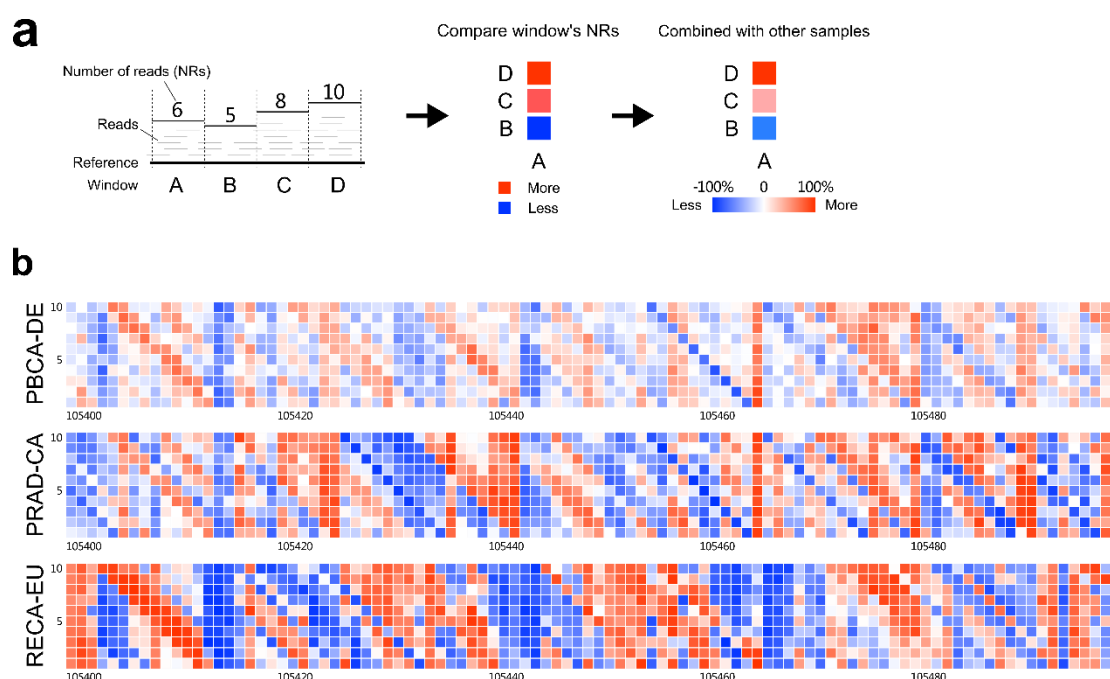 a
Compare window's NRs
Combined with other samples
Number of reads (NRs)
6 5 8 10
Reads
Reference
Window A B C D
D
C
B
A
More
Less
D
C
B
A
-100% 0 100%
Less More
b
PBCA-DE
10
5
105400 105420 105440 105460 105480
PRAD-CA
10
5
105400 105420 105440 105460 105480
RECA-EU
10
5
105400 105420 105440 105460 105480